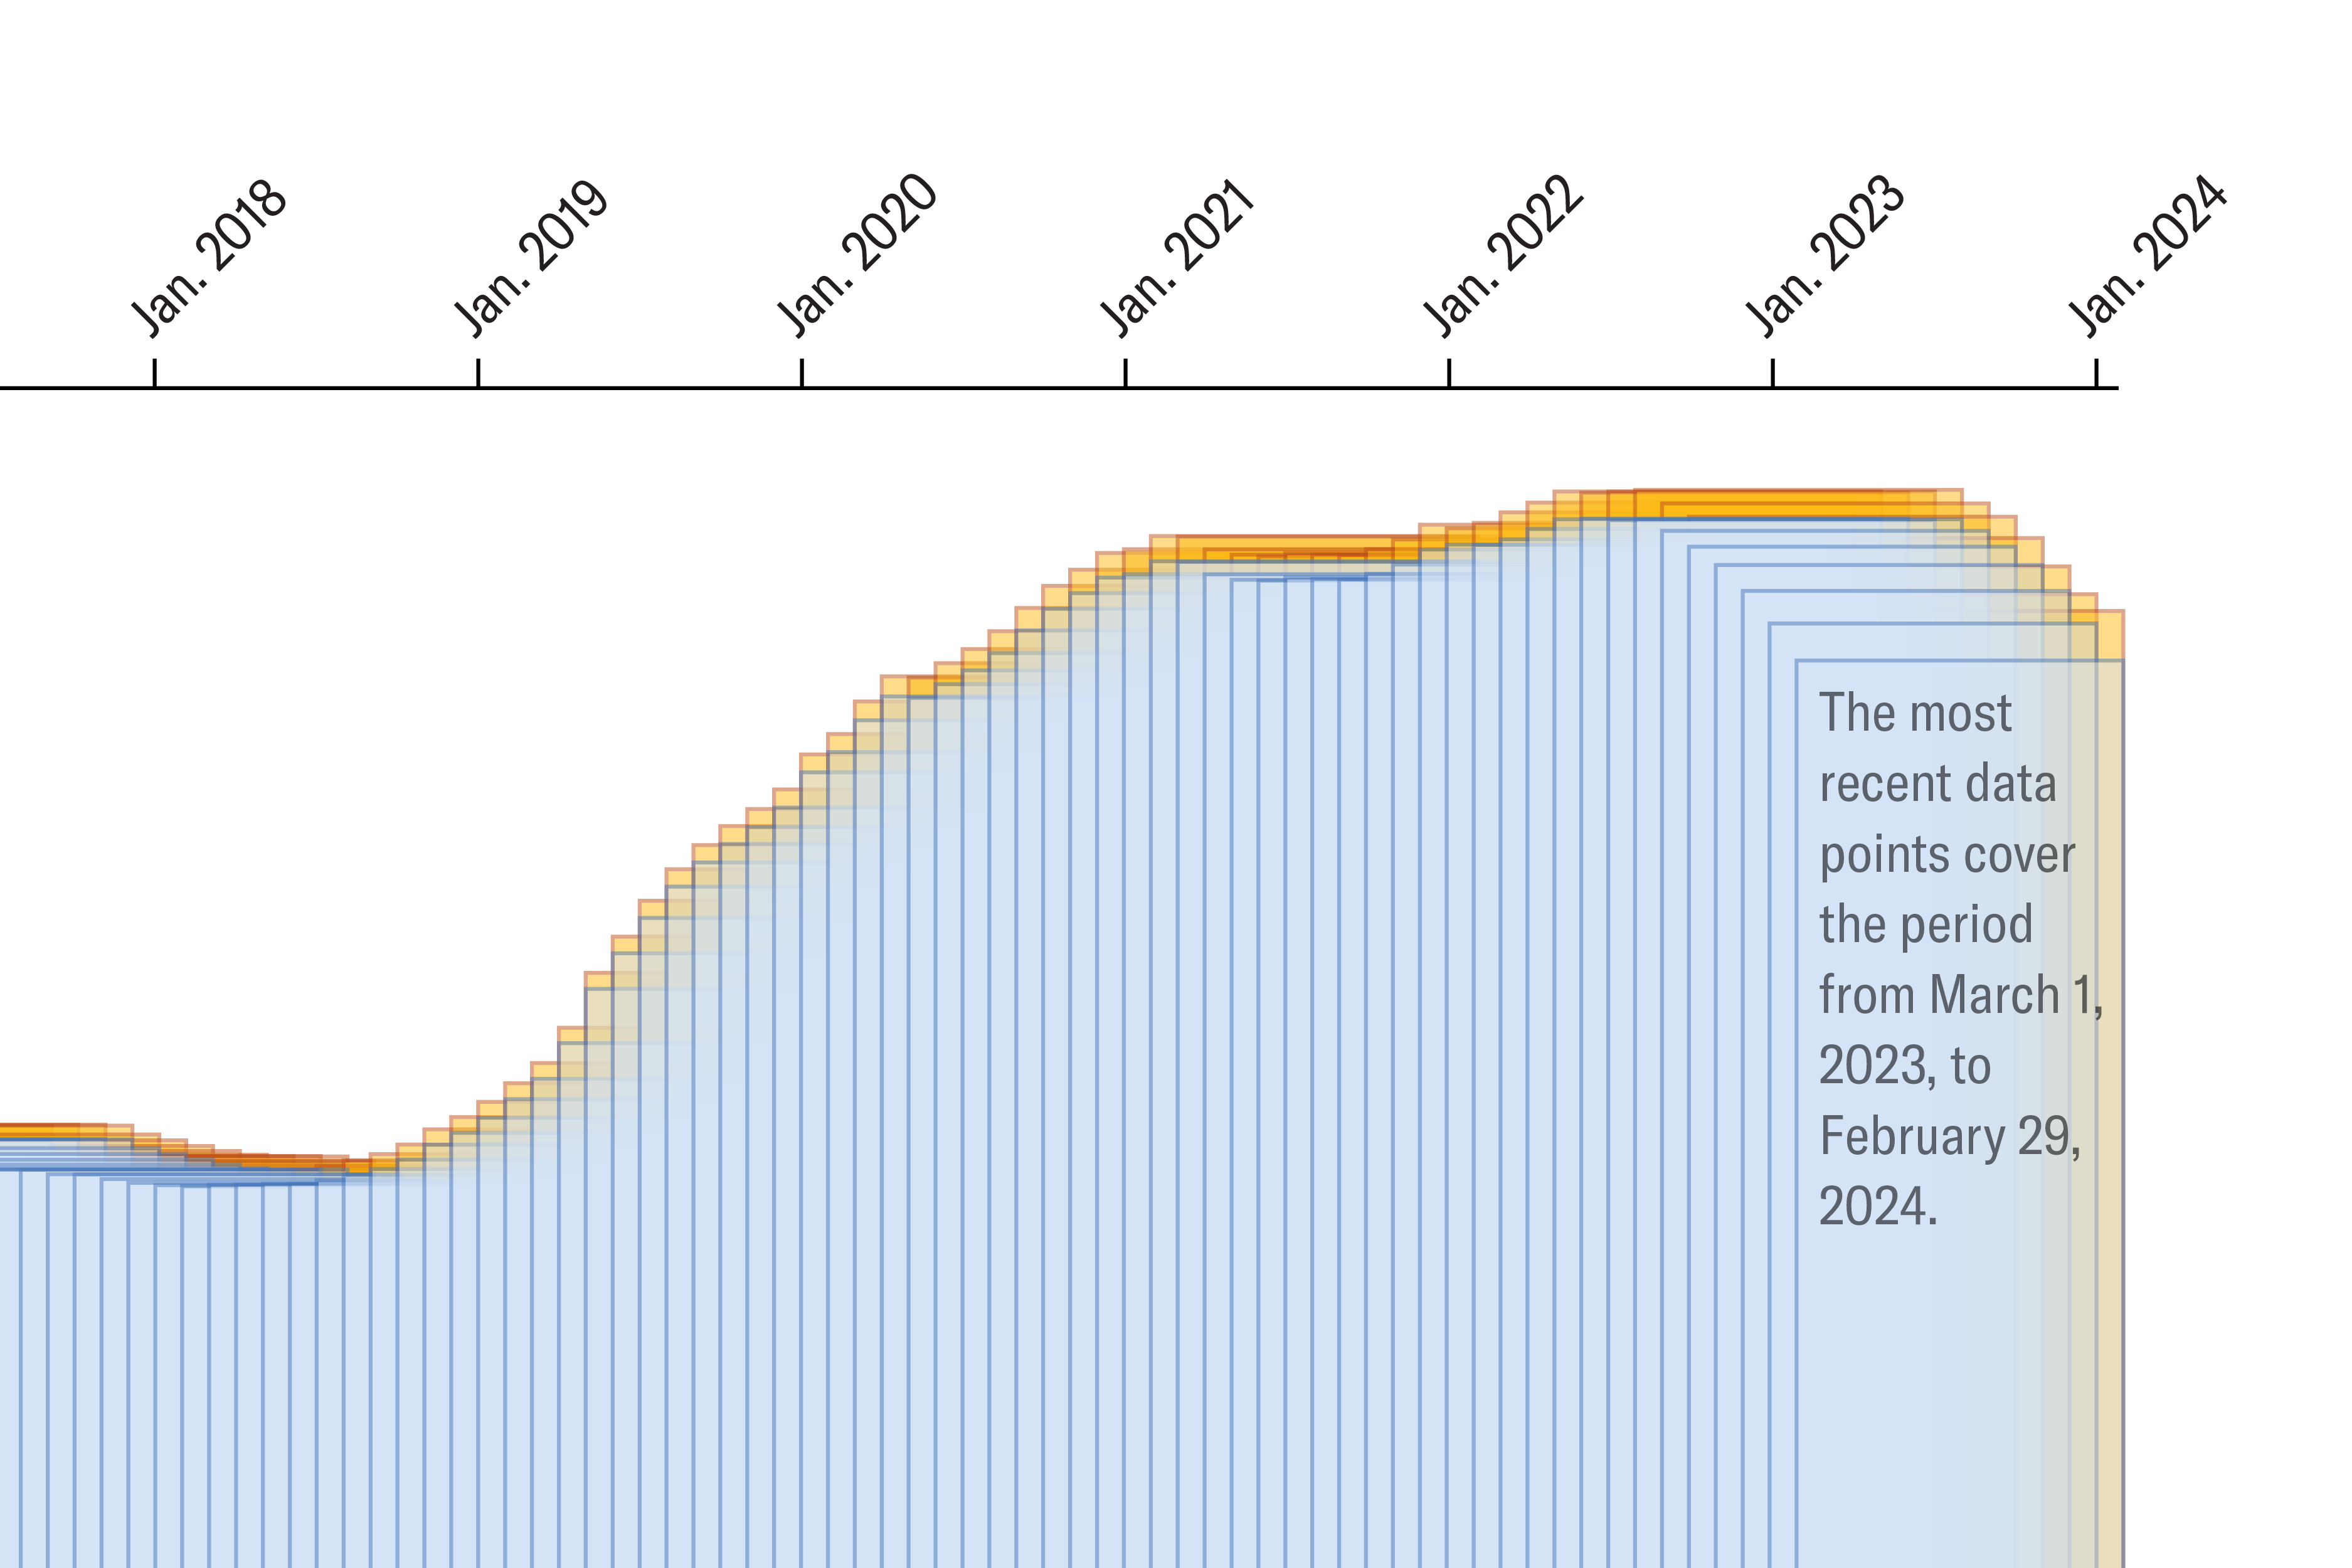 Jan. 2018
Jan. 2019
Jan. 2020
Jan. 2021
Jan. 2022
Jan. 2023
Jan. 2024
The most
recent data
points cover
the period
from March 1,
2023, to
February 29,
2024.